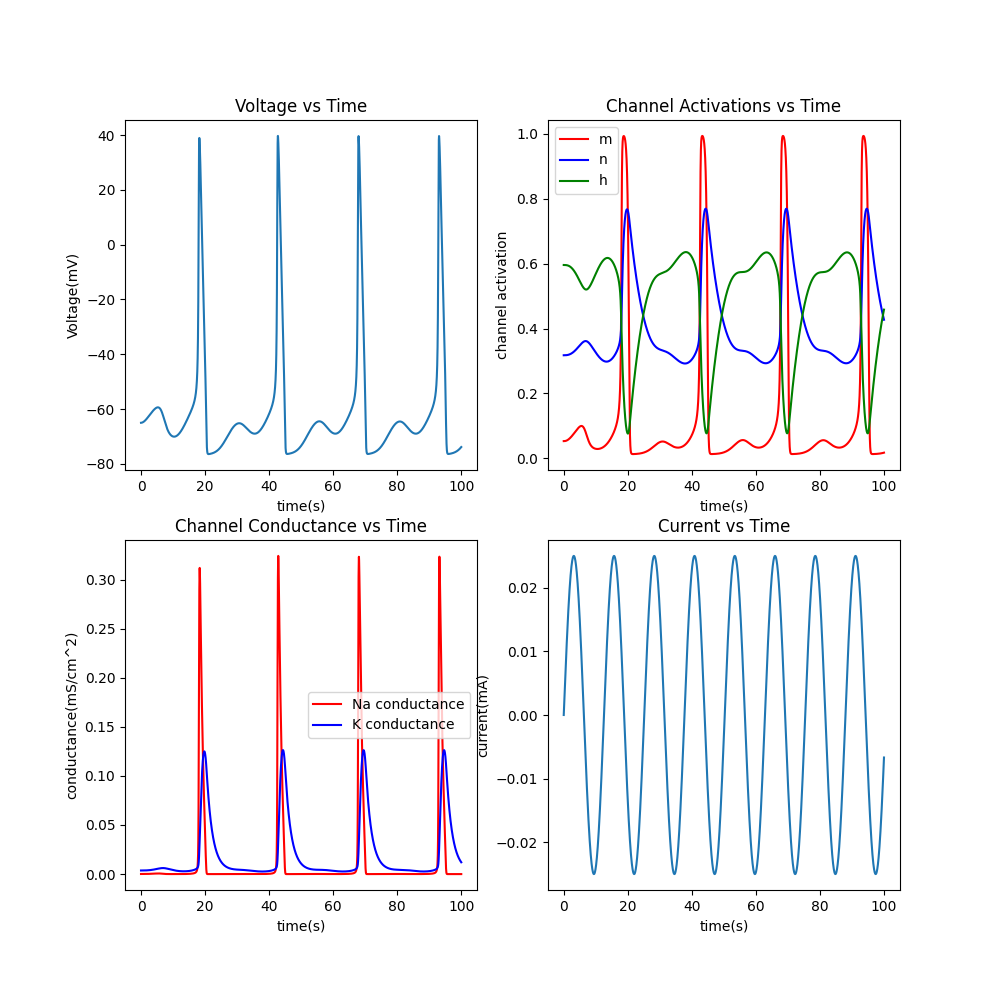 Voltage vs Time
Voltage(mV)
40
20
0
−20
−40
−60
−80
0 20 40 60 80 100
time(s)
Channel Activations vs Time
channel activation
1.0
0.8
0.6
0.4
0.2
0.0
m
n
h
0 20 40 60 80 100
time(s)
Channel Conductance vs Time
conductance(mS/cm^2)
0.30
0.25
0.20
0.15
0.10
0.05
0.00
Na conductance
K conductance
0 20 40 60 80 100
time(s)
Current vs Time
current(mA)
0.02
0.01
0.00
−0.01
−0.02
0 20 40 60 80 100
time(s)